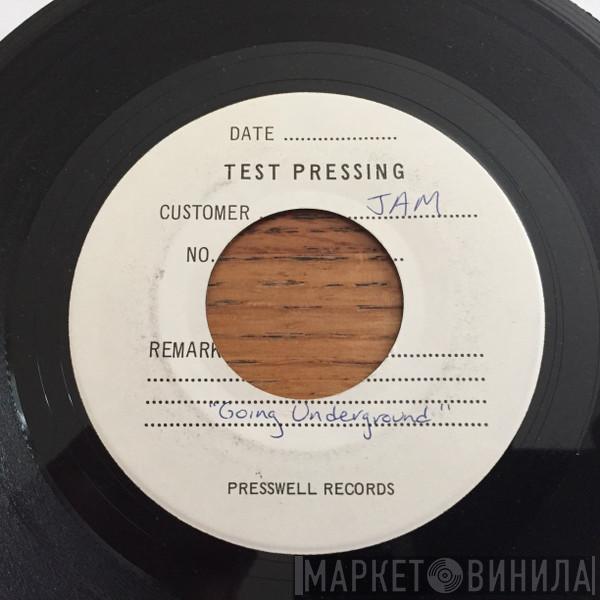 DATE ....................
TEST PRESSING
CUSTOMER .. JAM
NO.
REMARK
"Going Underground"
PRESSWELL RECORDS
МАРКЕТ ВИНИЛА